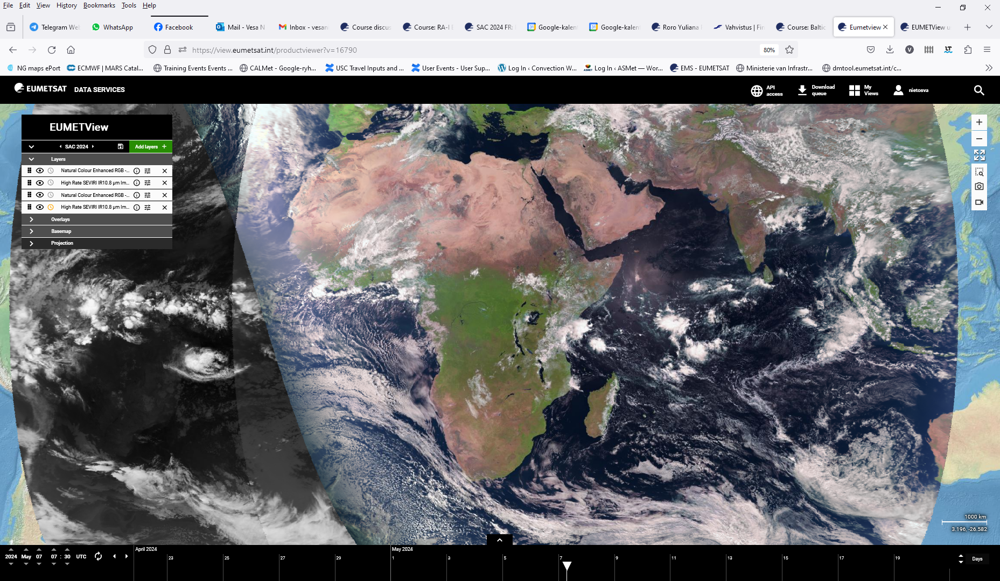 File Edit View History Bookmarks Tools Help
Telegram We WhatsApp Facebook Mail - Vesa N Inbox - vesan Course discus Course: RA-I E SAC 2024 FR: Google-kalent Google-kalent Roro Yuliana Vahvistus | Fin Course: Baltic Eumetview EUMETView u
https://view.eumetsat.int/productviewer?v=16790 80%
NG maps ePort ECMWF | MARS Catal... Training Events Events ... CALMet - Google-ryh... USC Travel Inputs and ... User Events - User Sup... Log In ‹ Convection W... Log In ‹ ASMet — Wor... EMS - EUMETSAT Ministerie van Infrastr... dmtool.eumetsat.int/c...
EUMETSAT DATA SERVICES API access Download queue My Views nietosva
EUMETView
SAC 2024 Add layers +
Layers
Natural Colour Enhanced RGB -...
High Rate SEVIRI IR10.8 µm Im...
Natural Colour Enhanced RGB -...
High Rate SEVIRI IR10.8 µm Im...
Overlays
Basemap
Projection
1000 km
3.196, -26.582
April 2024 May 2024
2024 May 07 07 : 30 UTC 23 25 27 29 1 3 5 7 9 11 13 15 17 19 Days